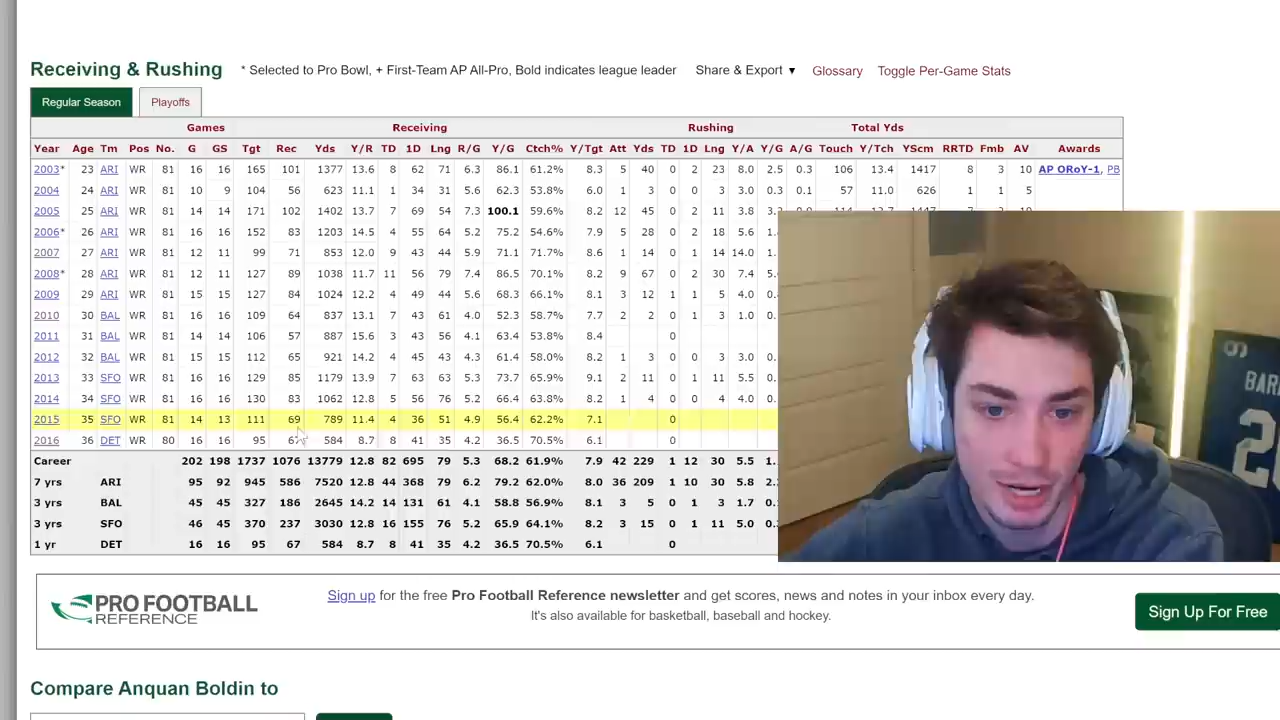 Receiving & Rushing * Selected to Pro Bowl, + First-Team AP All-Pro, Bold indicates league leader Share & Export ▼ Glossary Toggle Per-Game Stats
Regular Season Playoffs
Games Receiving Rushing Total Yds
Year Age Tm Pos No. G GS Tgt Rec Yds Y/R TD 1D Lng R/G Y/G Ctch% Y/Tgt Att Yds TD 1D Lng Y/A Y/G A/G Touch Y/Tch YScm RRTD Fmb AV Awards
2003* 23 ARI WR 81 16 16 165 101 1377 13.6 8 62 71 6.3 86.1 61.2% 8.3 5 40 0 2 23 8.0 2.5 0.3 106 13.4 1417 8 3 10 AP ORoY-1, PB
2004 24 ARI WR 81 10 9 104 56 623 11.1 1 34 31 5.6 62.3 53.8% 6.0 1 3 0 0 3 3.0 0.3 0.1 57 11.0 626 1 1 5
2005 25 ARI WR 81 14 14 171 102 1402 13.7 7 69 54 7.3 100.1 59.6% 8.2 12 45 0 1 11 3.8
2006* 26 ARI WR 81 16 16 152 83 1203 14.5 4 55 64 5.2 75.2 54.6% 7.9 5 28 0 2 18 5.6 1.
2007 27 ARI WR 81 12 11 99 71 853 12.0 9 43 44 5.9 71.1 71.7% 8.6 1 14 0 1 14 14.0 1.
2008* 28 ARI WR 81 12 11 127 89 1038 11.7 11 56 79 7.4 86.5 70.1% 8.2 9 67 0 2 30 7.4 5.
2009 29 ARI WR 81 15 15 127 84 1024 12.2 4 49 44 5.6 68.3 66.1% 8.1 3 12 1 1 5 4.0 0.
2010 30 BAL WR 81 16 16 109 64 837 13.1 7 43 61 4.0 52.3 58.7% 7.7 2 2 0 1 3 1.0 0.
2011 31 BAL WR 81 14 14 106 57 887 15.6 3 43 56 4.1 63.4 53.8% 8.4 0
2012 32 BAL WR 81 15 15 112 65 921 14.2 4 45 43 4.3 61.4 58.0% 8.2 1 3 0 0 3 3.0 0.
2013 33 SFO WR 81 16 16 129 85 1179 13.9 7 63 63 5.3 73.7 65.9% 9.1 2 11 0 1 11 5.5 0.
2014 34 SFO WR 81 16 16 130 83 1062 12.8 5 56 76 5.2 66.4 63.8% 8.2 1 4 0 0 4 4.0 0.
2015 35 SFO WR 81 14 13 111 69 789 11.4 4 36 51 4.9 56.4 62.2% 7.1 0
2016 36 DET WR 80 16 16 95 67 584 8.7 8 41 35 4.2 36.5 70.5% 6.1 0
Career 202 198 1737 1076 13779 12.8 82 695 79 5.3 68.2 61.9% 7.9 42 229 1 12 30 5.5 1.
7 yrs ARI 95 92 945 586 7520 12.8 44 368 79 6.2 79.2 62.0% 8.0 36 209 1 10 30 5.8 2.
3 yrs BAL 45 45 327 186 2645 14.2 14 131 61 4.1 58.8 56.9% 8.1 3 5 0 1 3 1.7 0.
3 yrs SFO 46 45 370 237 3030 12.8 16 155 76 5.2 65.9 64.1% 8.2 3 15 0 1 11 5.0 0.
1 yr DET 16 16 95 67 584 8.7 8 41 35 4.2 36.5 70.5% 6.1 0
PRO FOOTBALL
REFERENCE
Sign up for the free Pro Football Reference newsletter and get scores, news and notes in your inbox every day.
It's also available for basketball, baseball and hockey.
Sign Up For Free
Compare Anquan Boldin to
BAR
2